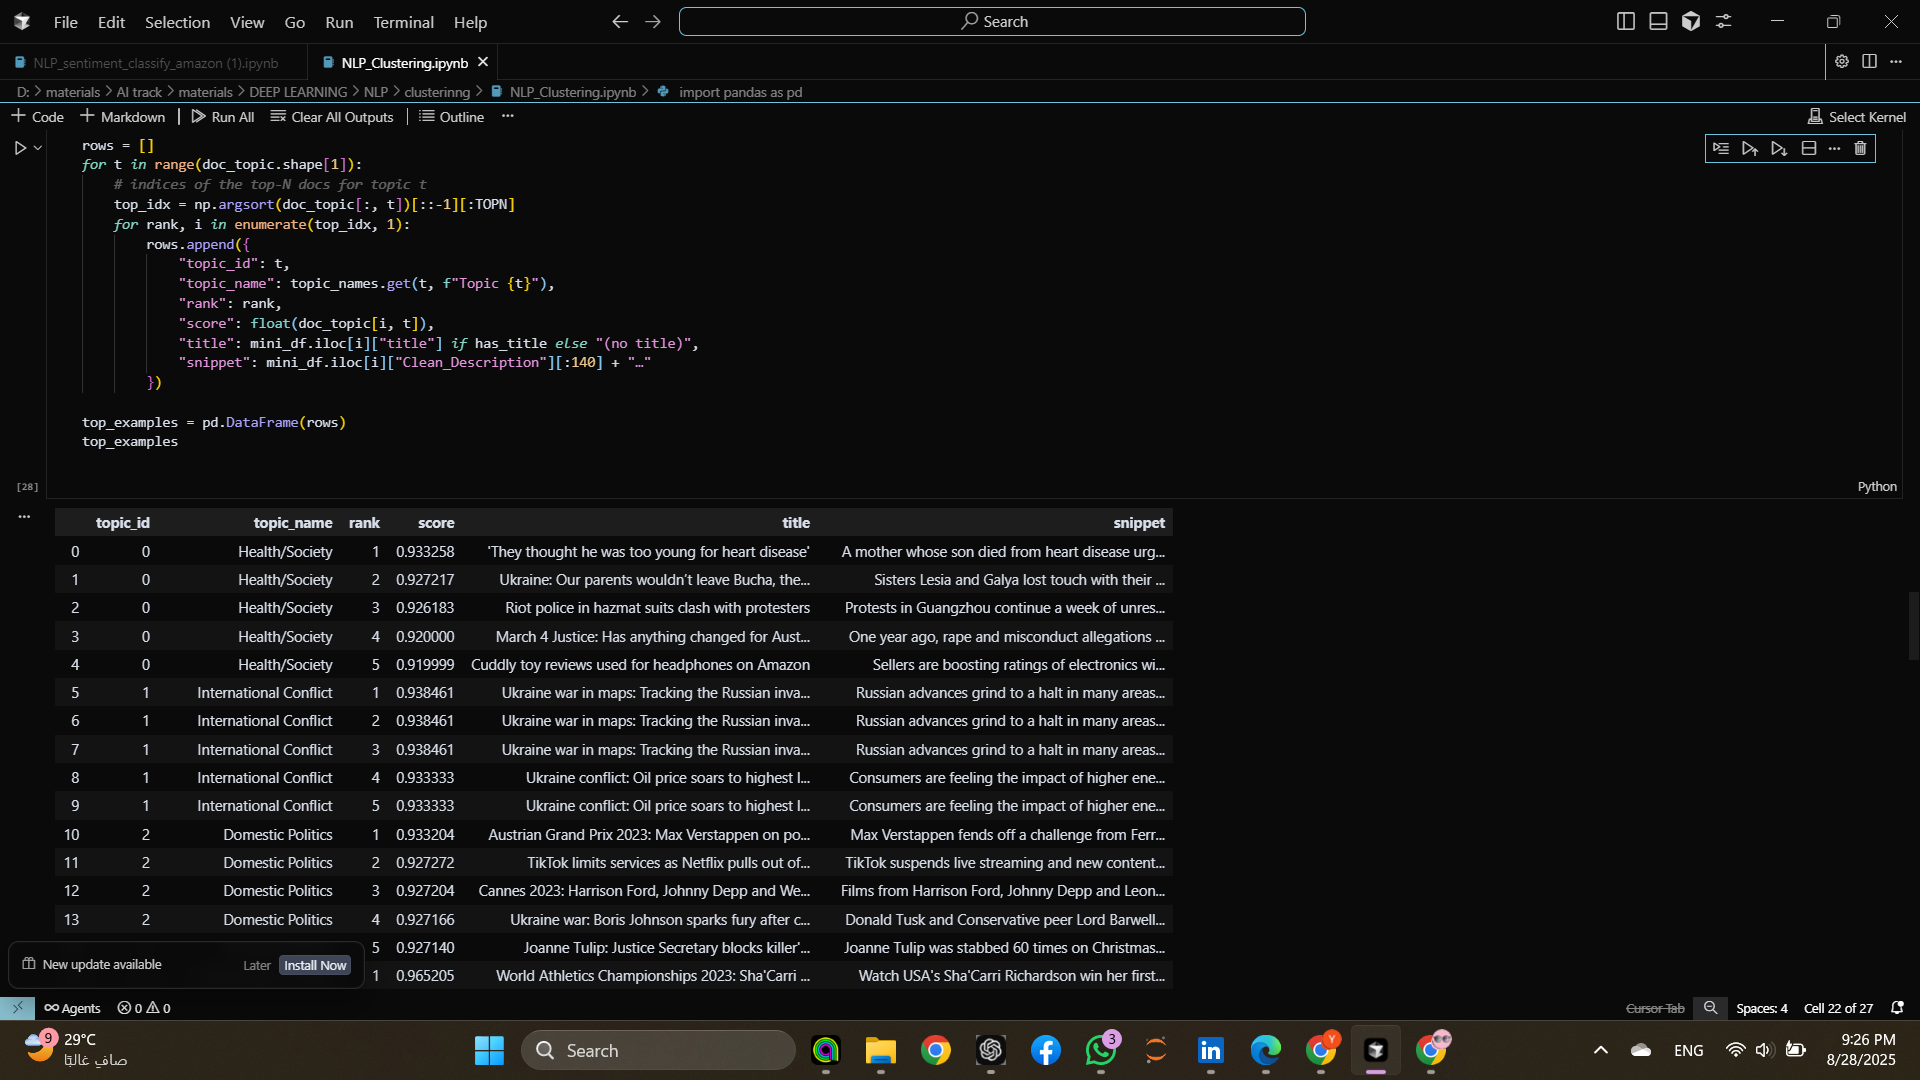 File Edit Selection View Go Run Terminal Help
Search
NLP_sentiment_classify_amazon (1).ipynb
NLP_Clustering.ipynb
D: > materials > AI track > materials > DEEP LEARNING > NLP > clusterinng > NLP_Clustering.ipynb > import pandas as pd
+ Code + Markdown | Run All Clear All Outputs | Outline ... Select Kernel
rows = []
for t in range(doc_topic.shape[1]):
# indices of the top-N docs for topic t
top_idx = np.argsort(doc_topic[:, t])[::-1][:TOPN]
for rank, i in enumerate(top_idx, 1):
rows.append({
"topic_id": t,
"topic_name": topic_names.get(t, f"Topic {t}"),
"rank": rank,
"score": float(doc_topic[i, t]),
"title": mini_df.iloc[i]["title"] if has_title else "(no title)",
"snippet": mini_df.iloc[i]["Clean_Description"][:140] + "…"
})
top_examples = pd.DataFrame(rows)
top_examples
[28] Python
topic_id topic_name rank score title snippet
0 0 Health/Society 1 0.933258 'They thought he was too young for heart disease' A mother whose son died from heart disease urg...
1 0 Health/Society 2 0.927217 Ukraine: Our parents wouldn’t leave Bucha, the... Sisters Lesia and Galya lost touch with their ...
2 0 Health/Society 3 0.926183 Riot police in hazmat suits clash with protesters Protests in Guangzhou continue a week of unres...
3 0 Health/Society 4 0.920000 March 4 Justice: Has anything changed for Aust... One year ago, rape and misconduct allegations ...
4 0 Health/Society 5 0.919999 Cuddly toy reviews used for headphones on Amazon Sellers are boosting ratings of electronics wi...
5 1 International Conflict 1 0.938461 Ukraine war in maps: Tracking the Russian inva... Russian advances grind to a halt in many areas...
6 1 International Conflict 2 0.938461 Ukraine war in maps: Tracking the Russian inva... Russian advances grind to a halt in many areas...
7 1 International Conflict 3 0.938461 Ukraine war in maps: Tracking the Russian inva... Russian advances grind to a halt in many areas...
8 1 International Conflict 4 0.933333 Ukraine conflict: Oil price soars to highest l... Consumers are feeling the impact of higher ene...
9 1 International Conflict 5 0.933333 Ukraine conflict: Oil price soars to highest l... Consumers are feeling the impact of higher ene...
10 2 Domestic Politics 1 0.933204 Austrian Grand Prix 2023: Max Verstappen on po... Max Verstappen fends off a challenge from Ferr...
11 2 Domestic Politics 2 0.927272 TikTok limits services as Netflix pulls out of... TikTok suspends live streaming and new content...
12 2 Domestic Politics 3 0.927204 Cannes 2023: Harrison Ford, Johnny Depp and We... Films from Harrison Ford, Johnny Depp and Leon...
13 2 Domestic Politics 4 0.927166 Ukraine war: Boris Johnson sparks fury after c... Donald Tusk and Conservative peer Lord Barwell...
5 0.927140 Joanne Tulip: Justice Secretary blocks killer'... Joanne Tulip was stabbed 60 times on Christmas...
1 0.965205 World Athletics Championships 2023: Sha'Carri ... Watch USA's Sha'Carri Richardson win her first...
New update available Later Install Now
Agents 0 0 Cursor Tab Spaces: 4 Cell 22 of 27
9 29°C
صافٍ غالبًا
Search
3
Y
ENG
9:26 PM
8/28/2025